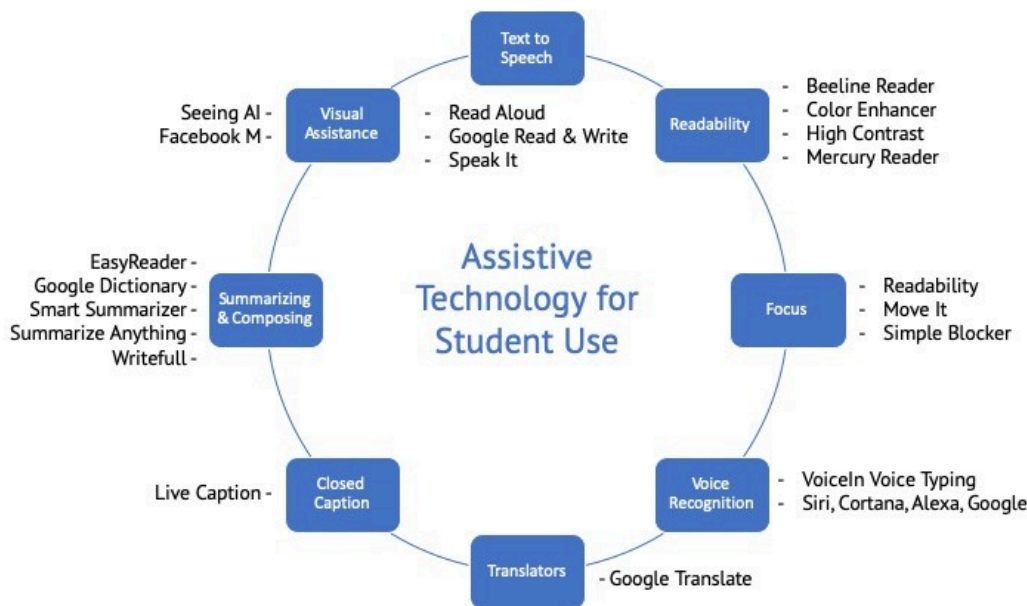 Text to
Speech
- Read Aloud
- Google Read & Write
- Speak It
Readability
- Beeline Reader
- Color Enhancer
- High Contrast
- Mercury Reader
Focus
- Readability
- Move It
- Simple Blocker
Voice
Recognition
- VoiceIn Voice Typing
- Siri, Cortana, Alexa, Google
Translators
- Google Translate
Closed
Caption
Live Caption -
Summarizing
& Composing
EasyReader -
Google Dictionary -
Smart Summarizer -
Summarize Anything -
Writefull -
Visual
Assistance
Seeing AI -
Facebook M -
Assistive
Technology for
Student Use